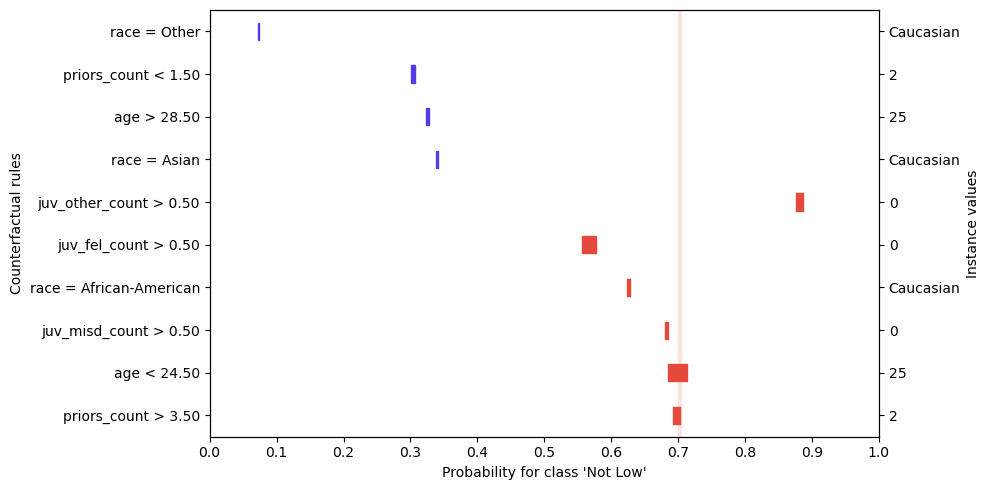 race = Other Caucasian
priors_count < 1.50 2
age > 28.50 25
race = Asian Caucasian
juv_other_count > 0.50 0
juv_fel_count > 0.50 0
race = African-American Caucasian
juv_misd_count > 0.50 0
age < 24.50 25
priors_count > 3.50 2
Counterfactual rules
Instance values
0.0 0.1 0.2 0.3 0.4 0.5 0.6 0.7 0.8 0.9 1.0
Probability for class 'Not Low'